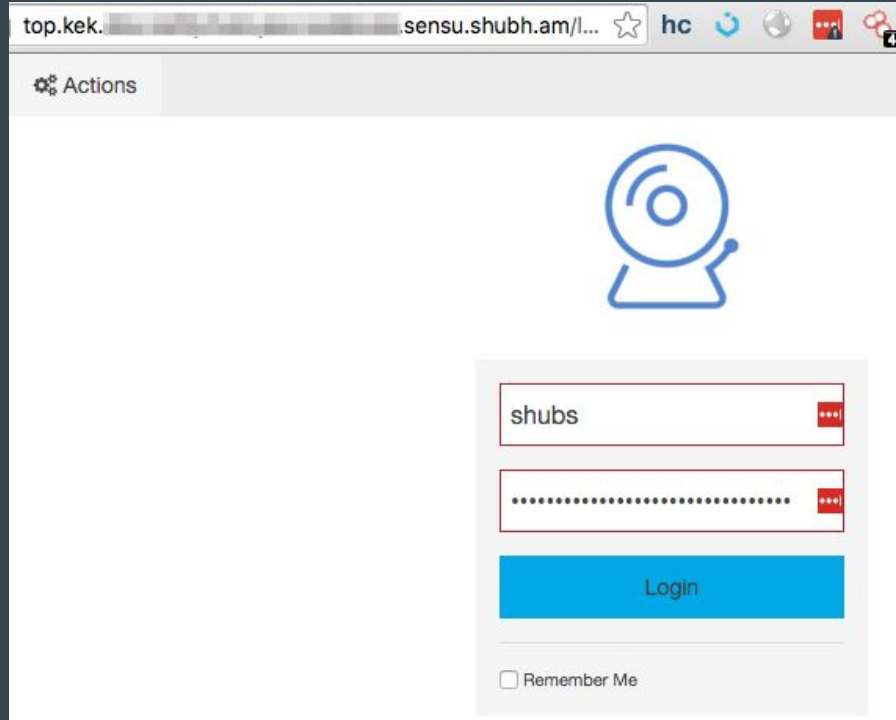 top.kek. .sensu.shubh.am/l... hc
Actions
shubs
••••••••••••••••••••••••••••••••
Login
Remember Me